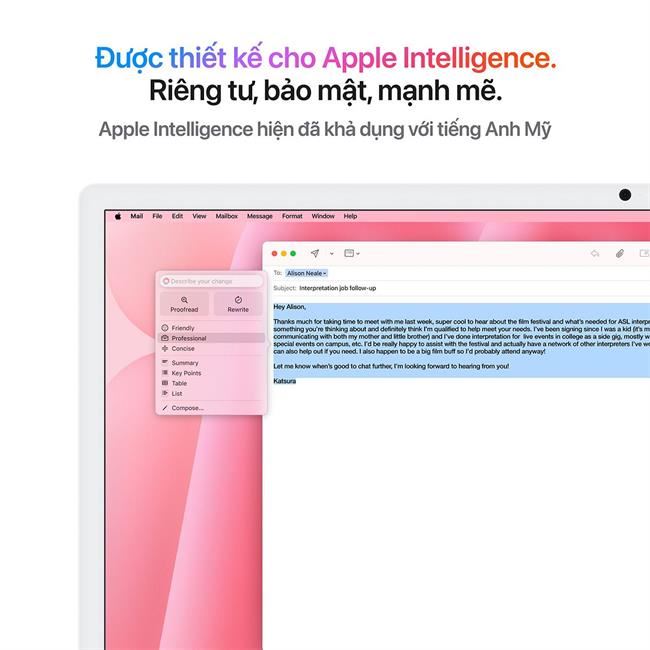 Được thiết kế cho Apple Intelligence.
Riêng tư, bảo mật, mạnh mẽ.
Apple Intelligence hiện đã khả dụng với tiếng Anh Mỹ
Mail File Edit View Mailbox Message Format Window Help
To: Alison Neale
Subject: Interpretation job follow-up
Describe your change
Proofread Rewrite
Friendly
Professional
Concise
Summary
Key Points
Table
List
Compose...
Hey Alison,
Thanks much for taking time to meet with me last week, super cool to hear about the film festival and what's needed for ASL interpr
something you're thinking about and definitely think I'm qualified to help meet your needs. I've been signing since I was a kid (it's m
communicating with both my mother and little brother) and I've done interpretation for live events in college as a side gig, mostly w
special events on campus, etc. I'd be really happy to assist with the festival and actually have a network of other interpreters I've wo
can also help out if you need. I also happen to be a big film buff so I'd probably attend anyway!
Let me know when's good to chat further, I'm looking forward to hearing from you!
Katsura